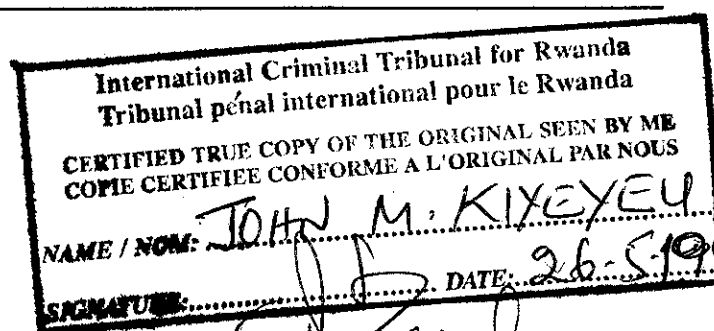 International Criminal Tribunal for Rwanda
Tribunal pénal international pour le Rwanda
CERTIFIED TRUE COPY OF THE ORIGINAL SEEN BY ME
COPIE CERTIFIEE CONFORME A L'ORIGINAL PAR NOUS
NAME / NOM: JOHN M. KIYEYEU
SIGNATURE:.................... DATE: 26-5-19